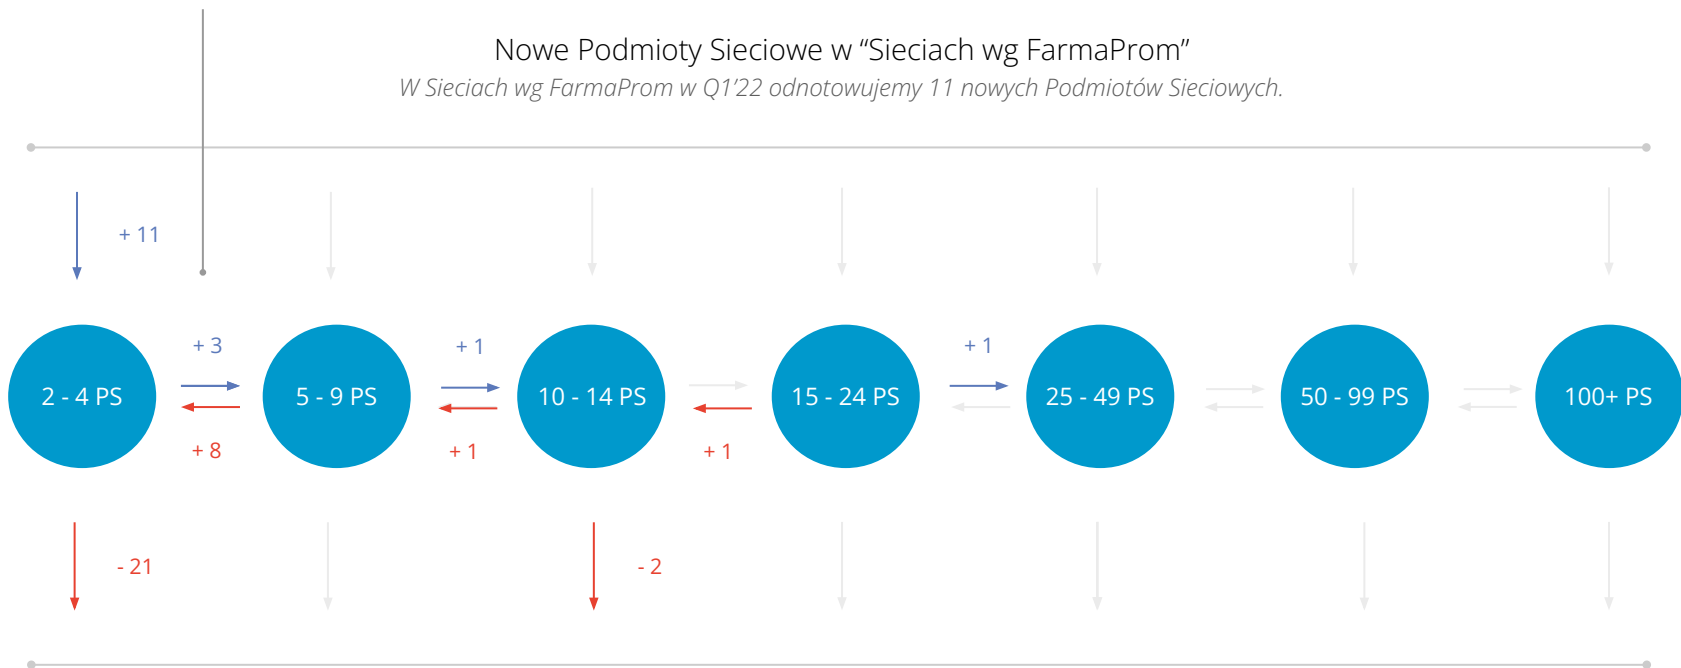 Nowe Podmioty Sieciowe w “Sieciach wg FarmaProm”
W Sieciach wg FarmaProm w Q1’22 odnotowujemy 11 nowych Podmiotów Sieciowych.
+ 11
+ 3
+ 1
+ 1
2 - 4 PS
5 - 9 PS
10 - 14 PS
15 - 24 PS
25 - 49 PS
50 - 99 PS
100+ PS
+ 8
+ 1
+ 1
- 21
- 2